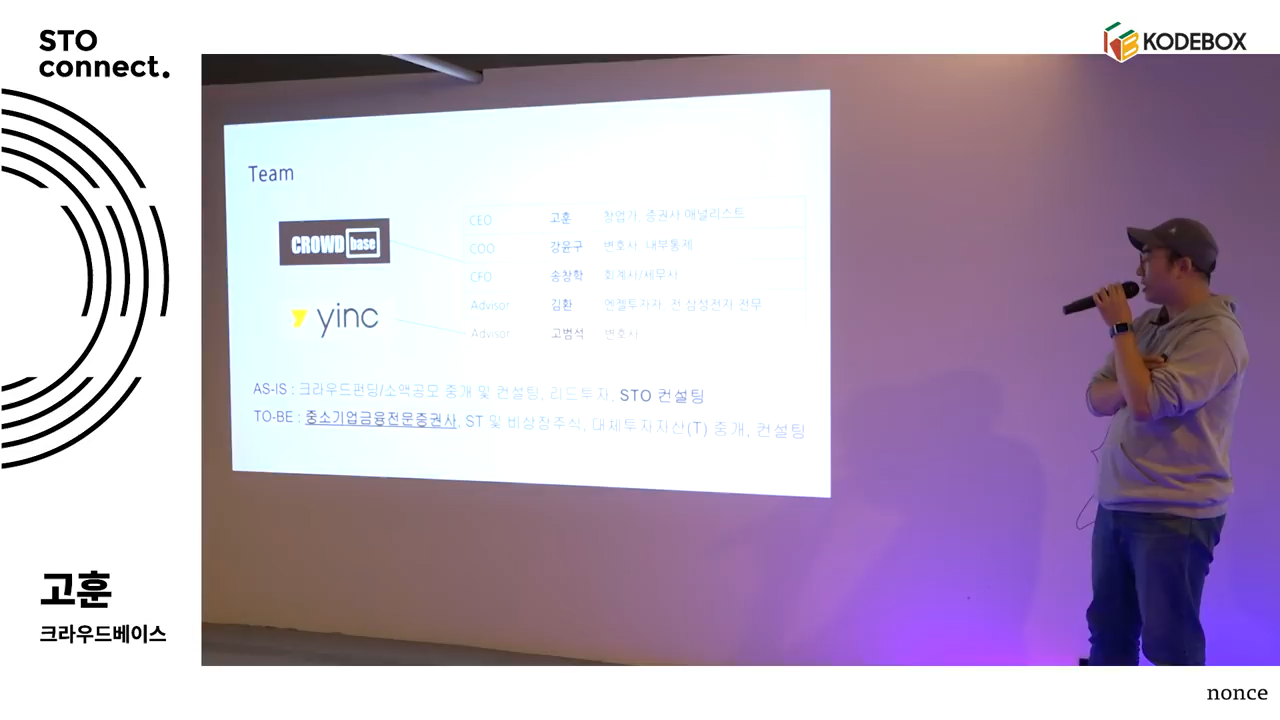 STO
connect.
KODEBOX
Team
CROWD base
yinc
CEO 고훈 창업가, 증권사 애널리스트
COO 강윤구 변호사, 내부통제
CFO 송창학 회계사/세무사
Advisor 김환 엔젤투자자 전 삼성전자 전무
Advisor 고범석 변호사
AS-IS : 크라우드펀딩/소액공모 중개 및 컨설팅, 리드투자, STO 컨설팅
TO-BE : 중소기업금융전문증권사, ST 및 비상장주식, 대체투자자산(T) 중개, 컨설팅
고훈
크라우드베이스
nonce